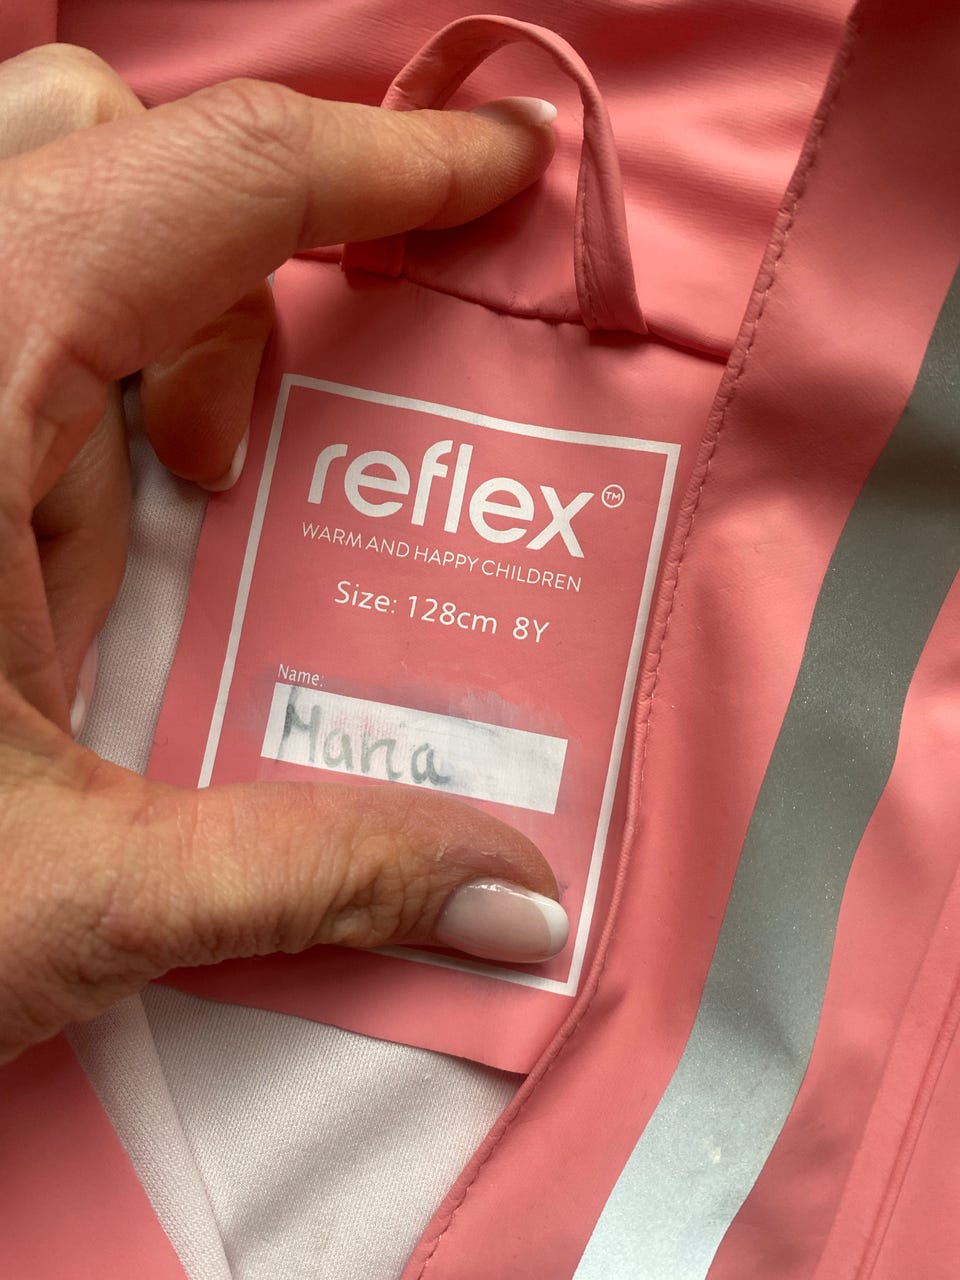 reflex™
WARM AND HAPPY CHILDREN
Size: 128cm 8Y
Name:
Maria